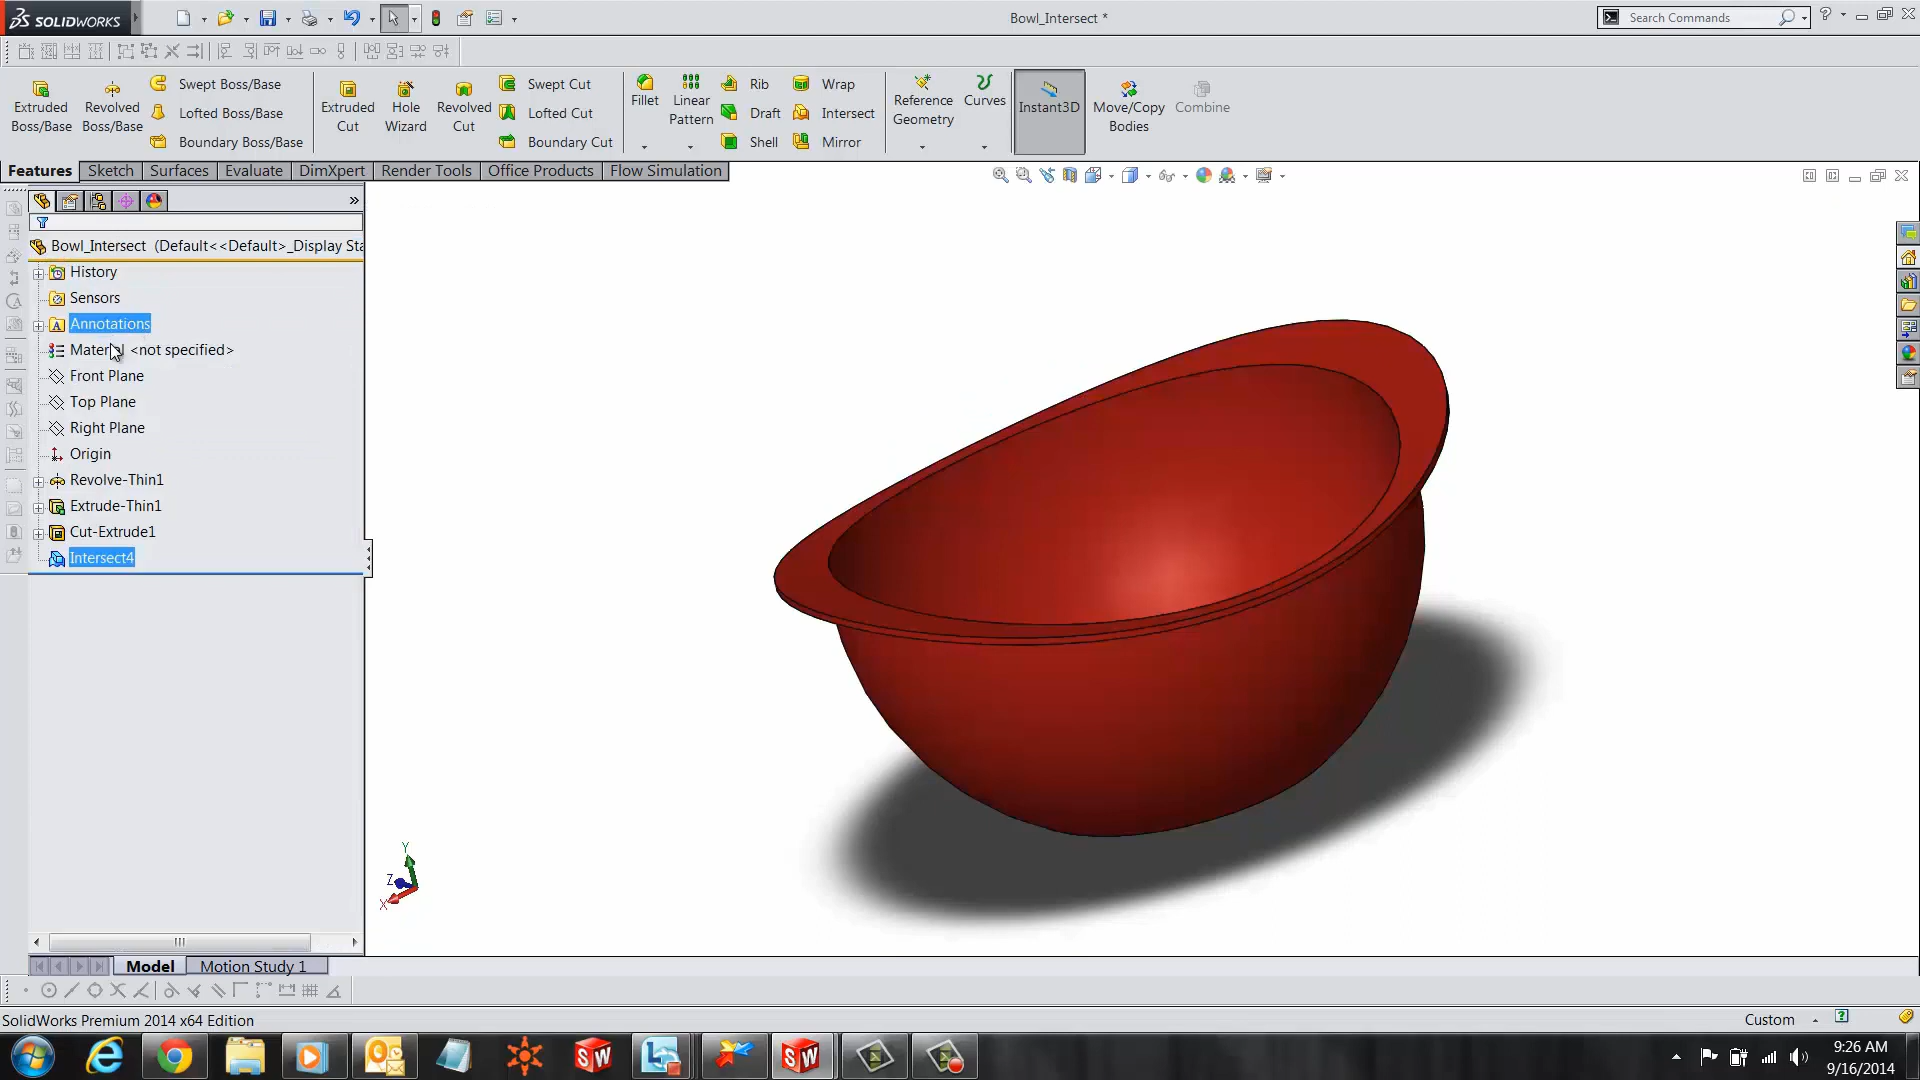 SOLIDWORKS
Bowl_Intersect *
Search Commands
Extruded Boss/Base
Revolved Boss/Base
Swept Boss/Base
Lofted Boss/Base
Boundary Boss/Base
Extruded Cut
Hole Wizard
Revolved Cut
Swept Cut
Lofted Cut
Boundary Cut
Fillet
Linear Pattern
Rib
Draft
Shell
Wrap
Intersect
Mirror
Reference Geometry
Curves
Instant3D
Move/Copy Bodies
Combine
Features Sketch Surfaces Evaluate DimXpert Render Tools Office Products Flow Simulation
Bowl_Intersect (Default<<Default>_Display Sta
History
Sensors
Annotations
Material <not specified>
Front Plane
Top Plane
Right Plane
Origin
Revolve-Thin1
Extrude-Thin1
Cut-Extrude1
Intersect4
Y
Z
X
Model Motion Study 1
SolidWorks Premium 2014 x64 Edition
Custom
9:26 AM
9/16/2014